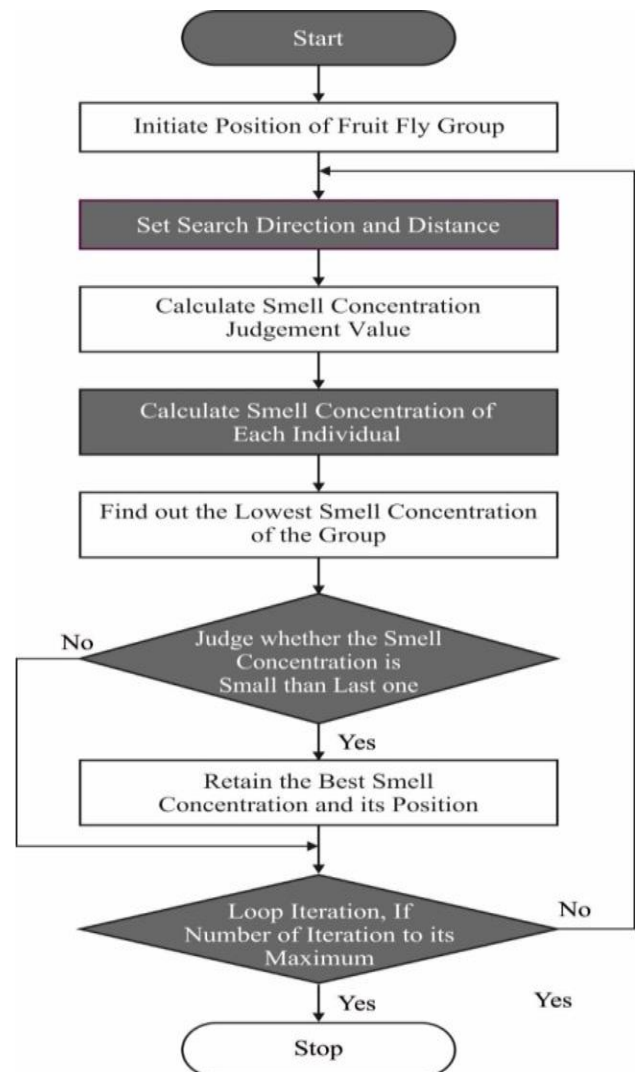 Start
Initiate Position of Fruit Fly Group
Set Search Direction and Distance
Calculate Smell Concentration
Judgement Value
Calculate Smell Concentration of
Each Individual
Find out the Lowest Smell Concentration
of the Group
No
Judge whether the Smell
Concentration is
Small than Last one
Yes
Retain the Best Smell
Concentration and its Position
Loop Iteration, If
Number of Iteration to its
Maximum
No
Yes
Yes
Stop